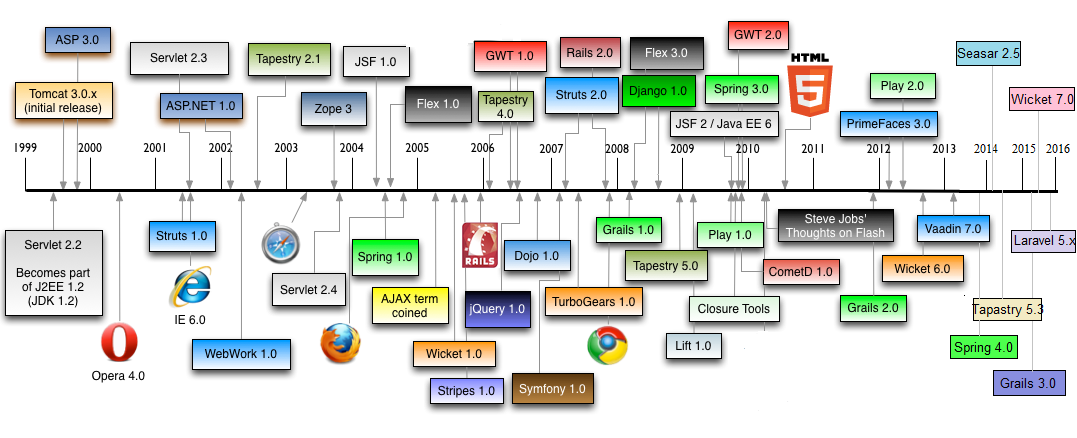 ASP 3.0
Servlet 2.3
Tapestry 2.1
JSF 1.0
GWT 1.0
Rails 2.0
Flex 3.0
GWT 2.0
HTML
5
Seasar 2.5
Tomcat 3.0.x
(initial release)
ASP.NET 1.0
Zope 3
Flex 1.0
Tapestry
4.0
Struts 2.0
Django 1.0
Spring 3.0
JSF 2 / Java EE 6
Play 2.0
PrimeFaces 3.0
Wicket 7.0
1999
2000
2001
2002
2003
2004
2005
2006
2007
2008
2009
2010
2011
2012
2013
2014
2015
2016
Servlet 2.2
Becomes part
of J2EE 1.2
(JDK 1.2)
Struts 1.0
IE 6.0
Opera 4.0
WebWork 1.0
Servlet 2.4
Spring 1.0
AJAX term
coined
Wicket 1.0
Stripes 1.0
RAILS
jQuery 1.0
Dojo 1.0
Symfony 1.0
TurboGears 1.0
Grails 1.0
Tapestry 5.0
Lift 1.0
Play 1.0
Closure Tools
CometD 1.0
Steve Jobs'
Thoughts on Flash
Grails 2.0
Wicket 6.0
Vaadin 7.0
Laravel 5.x
Tapastry 5.3
Spring 4.0
Grails 3.0